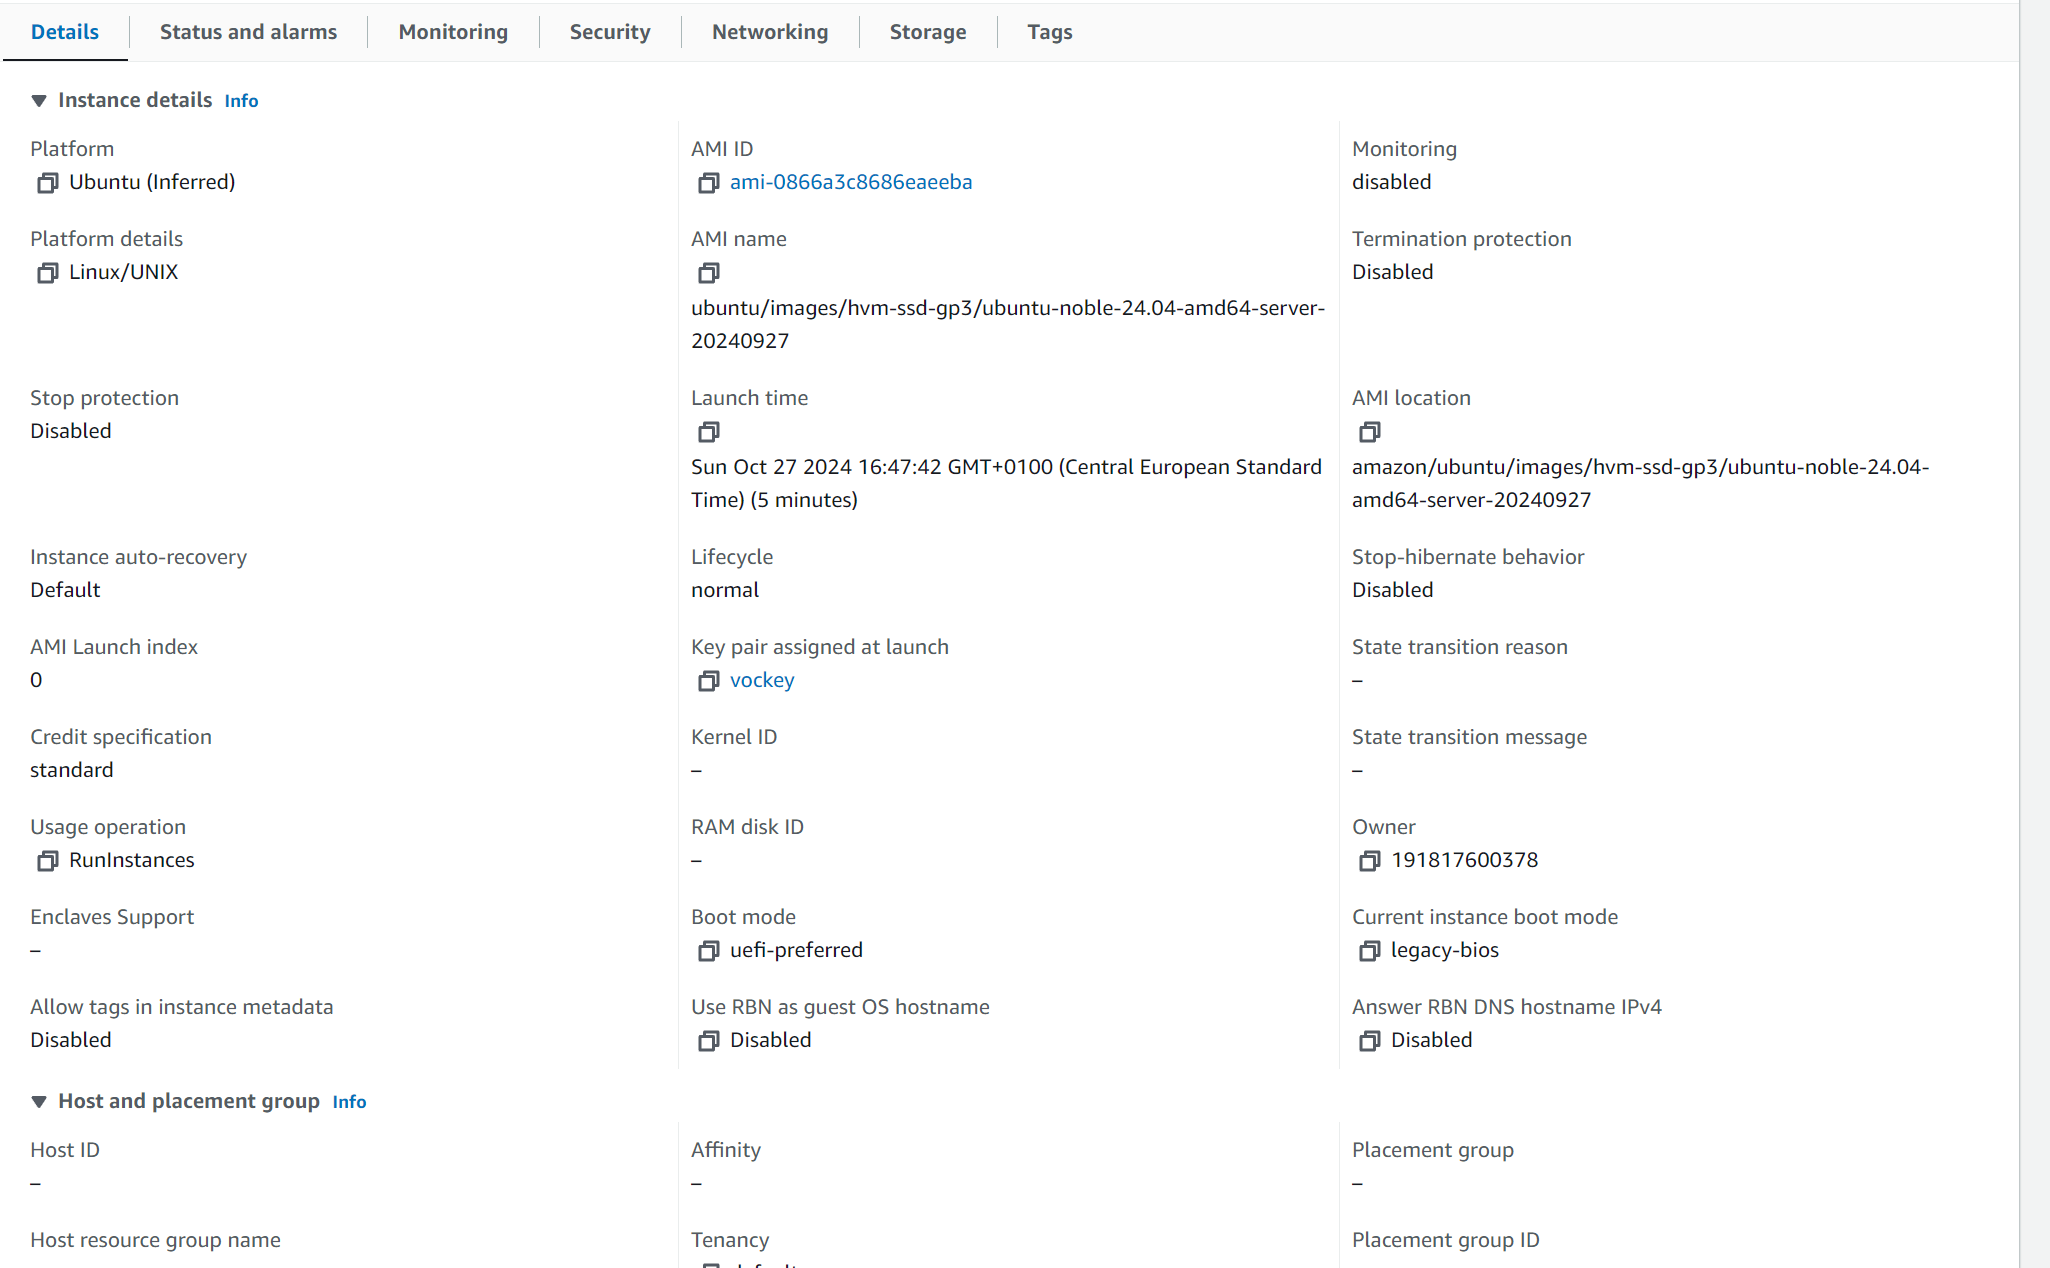 Details
Status and alarms
Monitoring
Security
Networking
Storage
Tags
Instance details Info
Platform
Ubuntu (Inferred)
AMI ID
ami-0866a3c8686eaeeba
Monitoring
disabled
Platform details
Linux/UNIX
AMI name
ubuntu/images/hvm-ssd-gp3/ubuntu-noble-24.04-amd64-server-
20240927
Termination protection
Disabled
Stop protection
Disabled
Launch time
Sun Oct 27 2024 16:47:42 GMT+0100 (Central European Standard
Time) (5 minutes)
AMI location
amazon/ubuntu/images/hvm-ssd-gp3/ubuntu-noble-24.04-
amd64-server-20240927
Instance auto-recovery
Default
Lifecycle
normal
Stop-hibernate behavior
Disabled
AMI Launch index
0
Key pair assigned at launch
vockey
State transition reason
–
Credit specification
standard
Kernel ID
–
State transition message
–
Usage operation
RunInstances
RAM disk ID
–
Owner
191817600378
Enclaves Support
–
Boot mode
uefi-preferred
Current instance boot mode
legacy-bios
Allow tags in instance metadata
Disabled
Use RBN as guest OS hostname
Disabled
Answer RBN DNS hostname IPv4
Disabled
Host and placement group Info
Host ID
–
Affinity
–
Placement group
–
Host resource group name
Tenancy
Placement group ID